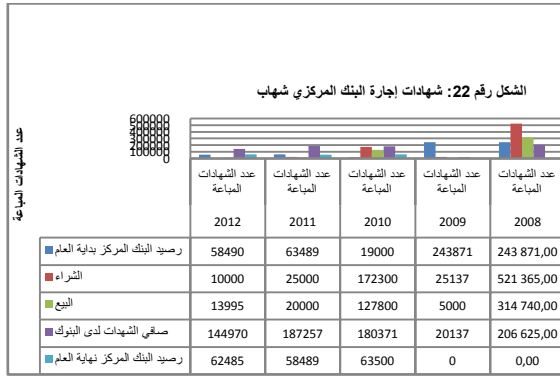 الشكل رقم 22: شهادات إجارة البنك المركزي شهاب
عدد الشهادات المباعة
600000
500000
400000
300000
200000
100000
0
عدد الشهادات المباعة عدد الشهادات المباعة عدد الشهادات المباعة عدد الشهادات المباعة عدد الشهادات المباعة
2008 2009 2010 2011 2012
رصيد البنك المركز بداية العام 58490 63489 19000 243871 243 871,00
الشراء 10000 25000 172300 25137 521 365,00
البيع 13995 20000 127800 5000 314 740,00
صافي الشهدات لدى البنوك 144970 187257 180371 20137 206 625,00
رصيد البنك المركز نهاية العام 62485 58489 63500 0 0,00